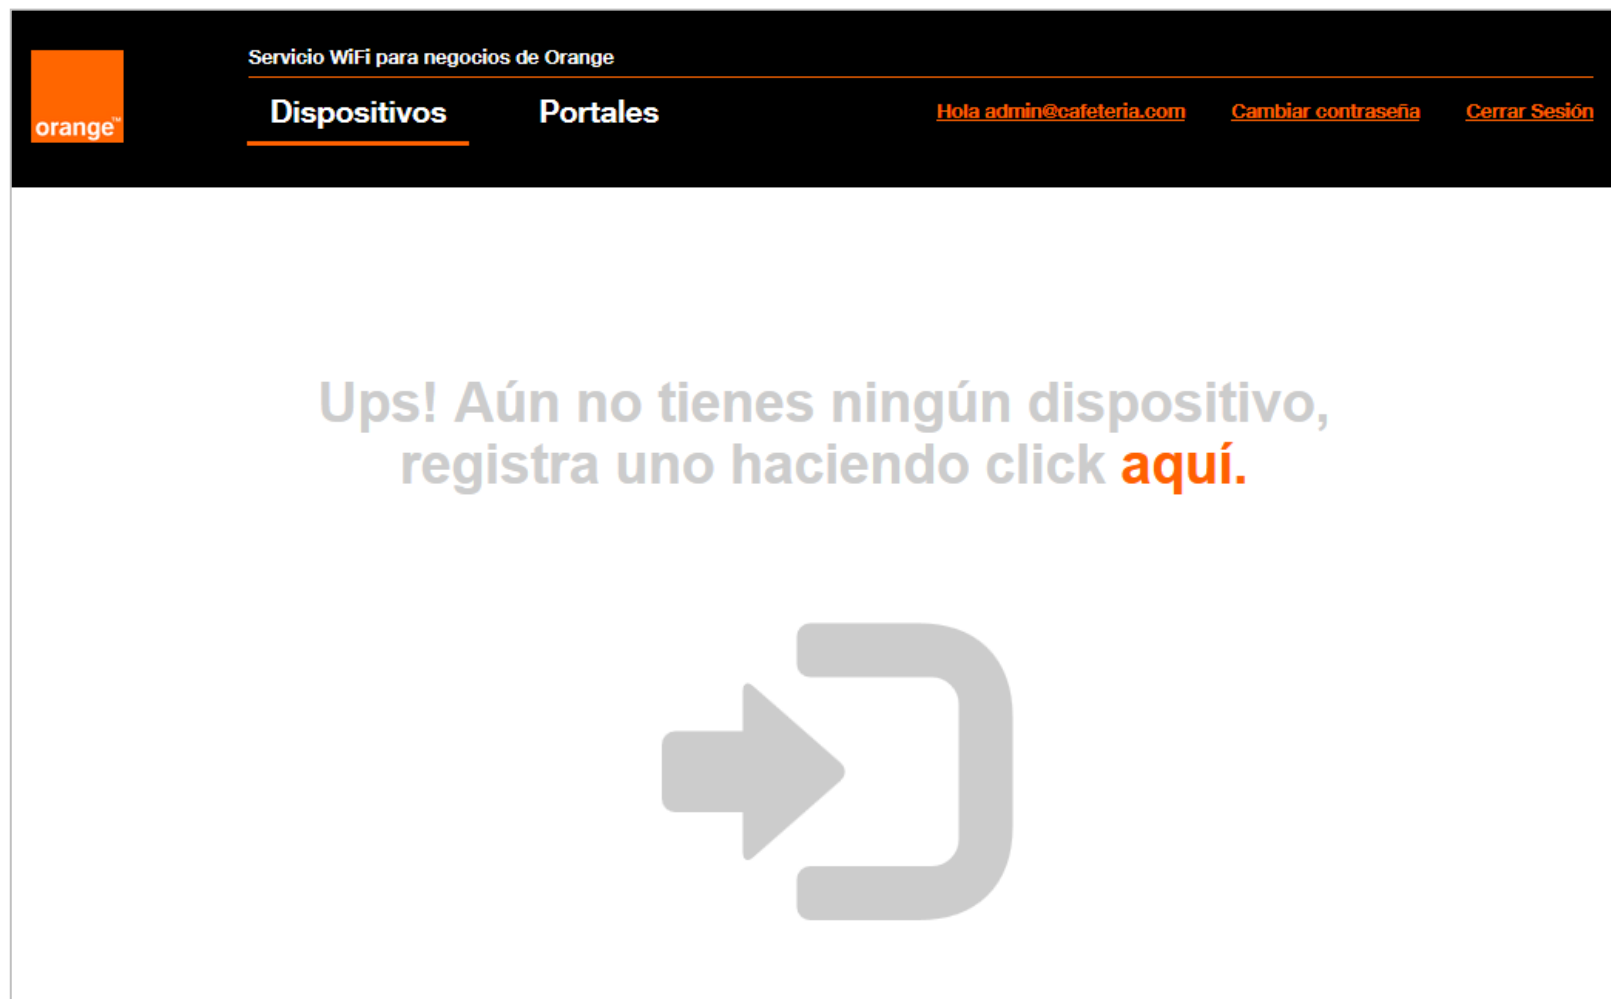 Servicio WiFi para negocios de Orange
orange™
Dispositivos Portales Hola admin@cafeteria.com Cambiar contraseña Cerrar Sesión
Ups! Aún no tienes ningún dispositivo,
registra uno haciendo click aquí.